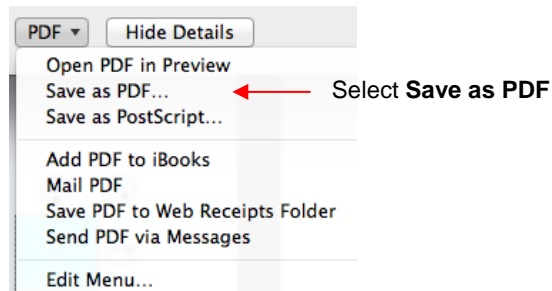 PDF ▾ Hide Details
Open PDF in Preview
Save as PDF... Select Save as PDF
Save as PostScript...
Add PDF to iBooks
Mail PDF
Save PDF to Web Receipts Folder
Send PDF via Messages
Edit Menu...